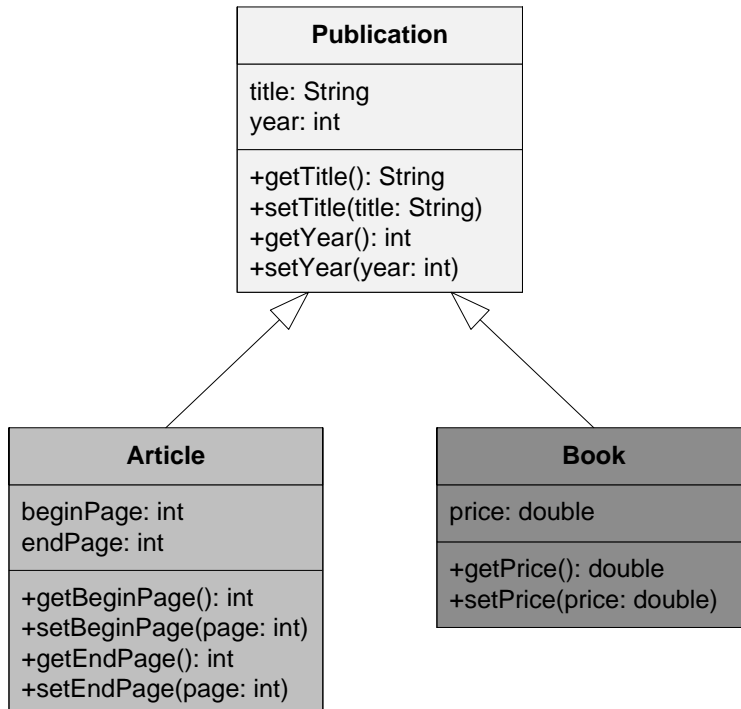 Publication
title: String
year: int
+getTitle(): String
+setTitle(title: String)
+getYear(): int
+setYear(year: int)
Article
beginPage: int
endPage: int
+getBeginPage(): int
+setBeginPage(page: int)
+getEndPage(): int
+setEndPage(page: int)
Book
price: double
+getPrice(): double
+setPrice(price: double)